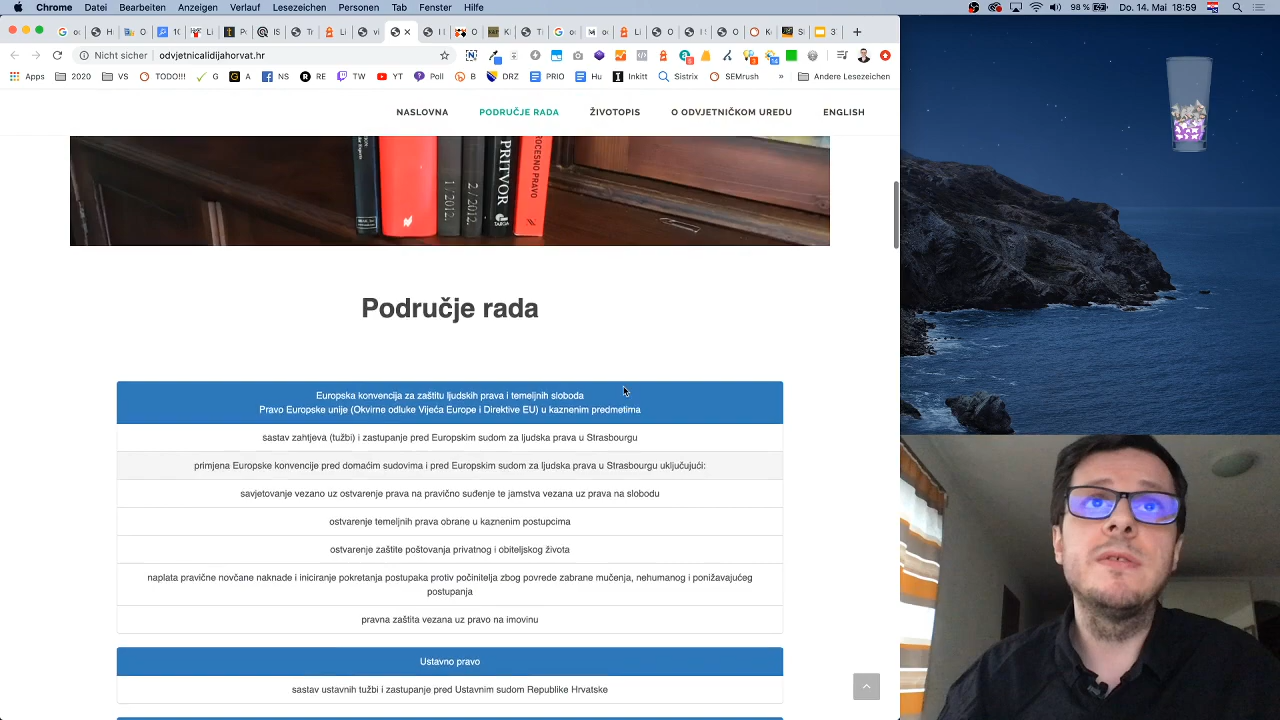 Chrome Datei Bearbeiten Anzeigen Verlauf Lesezeichen Personen Tab Fenster Hilfe 98 % Do. 14. Mai 18:59
Nicht sicher | odvjetnicalidijahorvat.hr
Apps 2020 VS TODO!!! G A NS RE TW YT Poll B DRZ PRIO Hu Inkitt Sistrix SEMrush » Andere Lesezeichen
NASLOVNA PODRUČJE RADA ŽIVOTOPIS O ODVJETNIČKOM UREDU ENGLISH
1 / 2012.
2 / 2012.
PRITVOR
TARGA
PROCESNO PRAVO
Područje rada
Europska konvencija za zaštitu ljudskih prava i temeljnih sloboda
Pravo Europske unije (Okvirne odluke Vijeća Europe i Direktive EU) u kaznenim predmetima
sastav zahtjeva (tužbi) i zastupanje pred Europskim sudom za ljudska prava u Strasbourgu
primjena Europske konvencije pred domaćim sudovima i pred Europskim sudom za ljudska prava u Strasbourgu uključujući:
savjetovanje vezano uz ostvarenje prava na pravično suđenje te jamstva vezana uz prava na slobodu
ostvarenje temeljnih prava obrane u kaznenim postupcima
ostvarenje zaštite poštovanja privatnog i obiteljskog života
naplata pravične novčane naknade i iniciranje pokretanja postupaka protiv počinitelja zbog povrede zabrane mučenja, nehumanog i ponižavajućeg
postupanja
pravna zaštita vezana uz pravo na imovinu
Ustavno pravo
sastav ustavnih tužbi i zastupanje pred Ustavnim sudom Republike Hrvatske